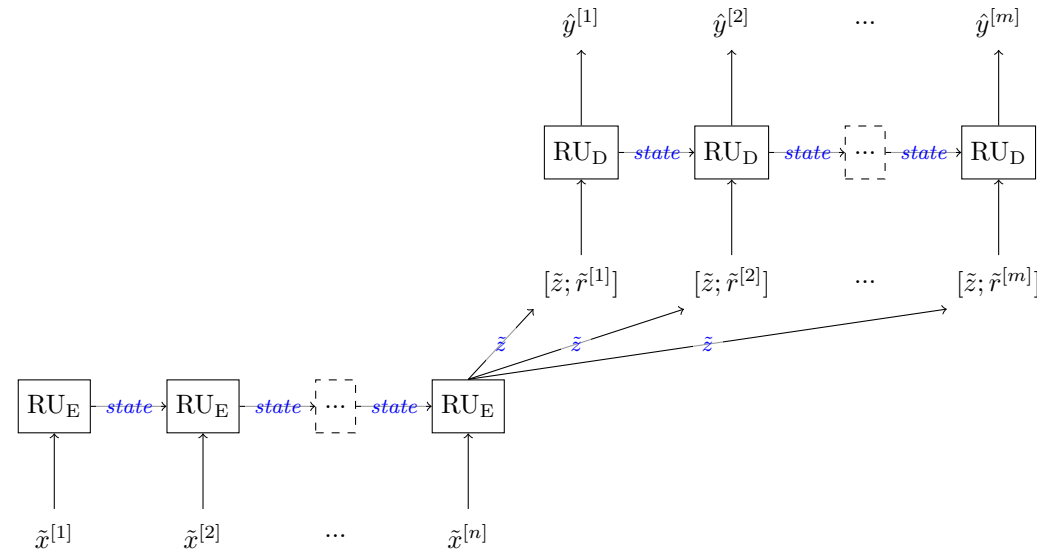 ŷ^[1] ŷ^[2] ... ŷ^[m]
RU_D state RU_D state ... state RU_D
[z̃; r̃^[1]] [z̃; r̃^[2]] ... [z̃; r̃^[m]]
z̃ z̃ z̃
RU_E state RU_E state ... state RU_E
x̃^[1] x̃^[2] ... x̃^[n]